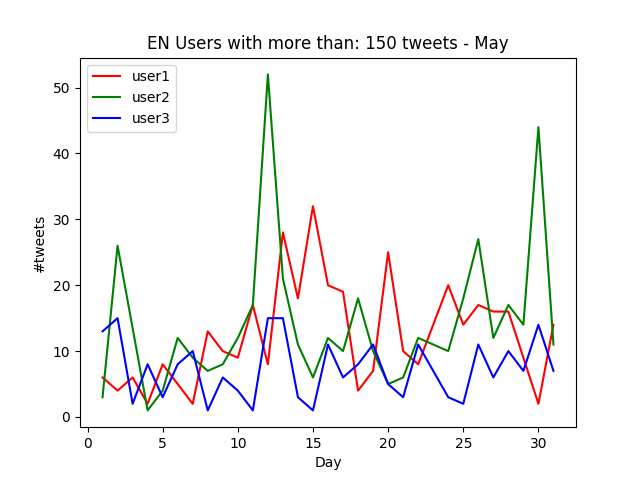 EN Users with more than: 150 tweets - May
user1
user2
user3
50
40
30
20
10
0
#tweets
0 5 10 15 20 25 30
Day